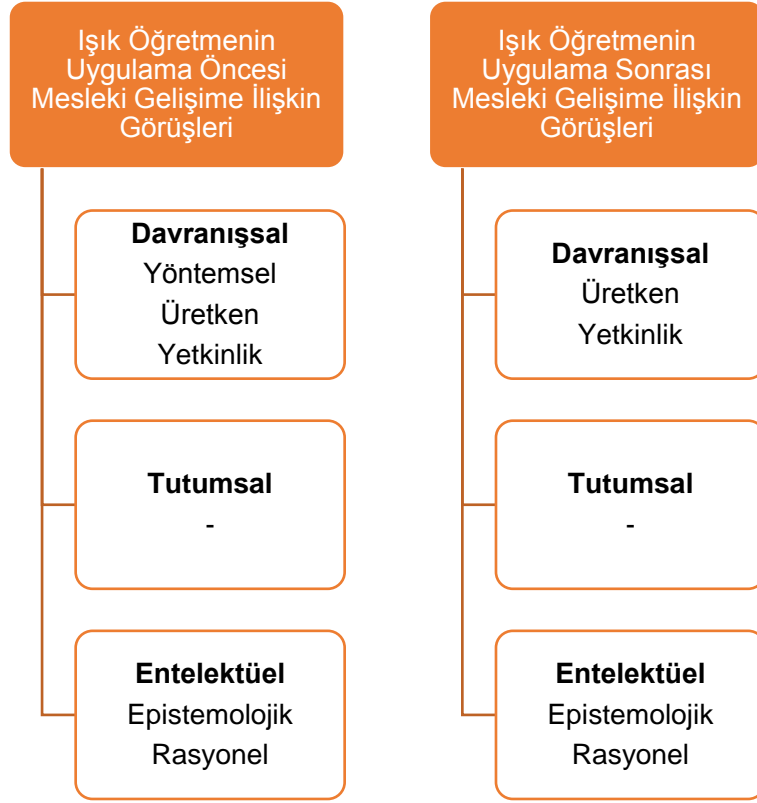 Işık Öğretmenin
Uygulama Öncesi
Mesleki Gelişime İlişkin
Görüşleri
Davranışsal
Yöntemsel
Üretken
Yetkinlik
Tutumsal
-
Entelektüel
Epistemolojik
Rasyonel
Işık Öğretmenin
Uygulama Sonrası
Mesleki Gelişime İlişkin
Görüşleri
Davranışsal
Üretken
Yetkinlik
Tutumsal
-
Entelektüel
Epistemolojik
Rasyonel